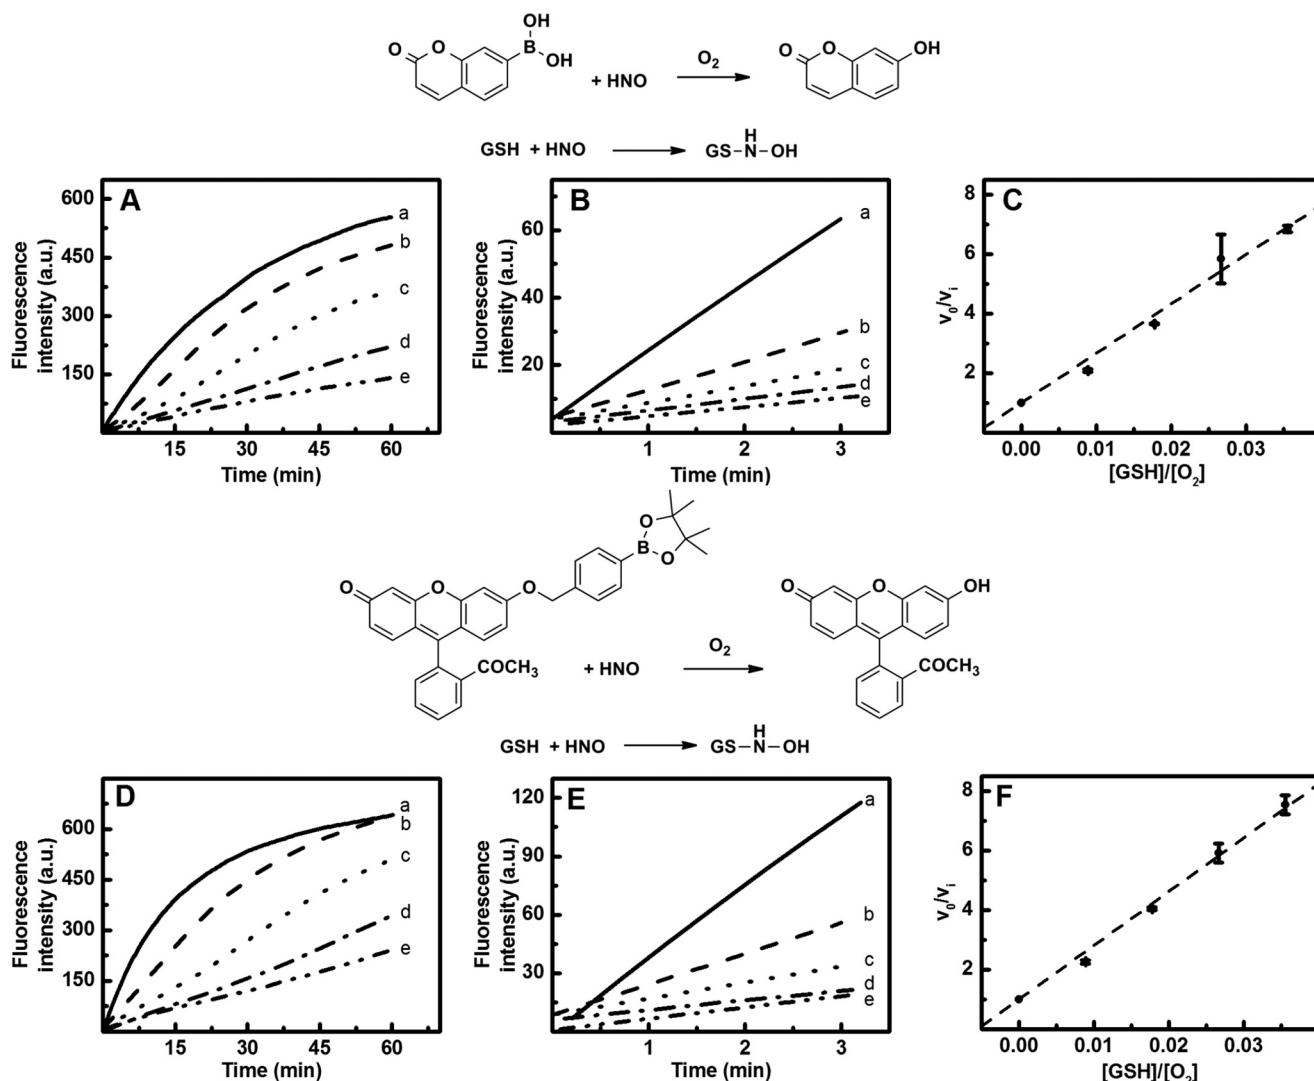 OH
B
OH
O
O
+ HNO
O₂
O
O
OH
GSH + HNO
H
GS–N–OH
A
600
450
300
150
15
30
45
60
a
b
c
d
e
Fluorescence
intensity (a.u.)
Time (min)
B
60
40
20
1
2
3
a
b
c
d
e
Fluorescence
intensity (a.u.)
Time (min)
C
8
6
4
2
0.00
0.01
0.02
0.03
v₀/vᵢ
[GSH]/[O₂]
O
B
O
O
O
O
COCH₃
+ HNO
O₂
O
O
OH
COCH₃
GSH + HNO
H
GS–N–OH
D
600
450
300
150
15
30
45
60
a
b
c
d
e
Fluorescence
intensity (a.u.)
Time (min)
E
120
90
60
30
1
2
3
a
b
c
d
e
Fluorescence
intensity (a.u.)
Time (min)
F
8
6
4
2
0.00
0.01
0.02
0.03
v₀/vᵢ
[GSH]/[O₂]